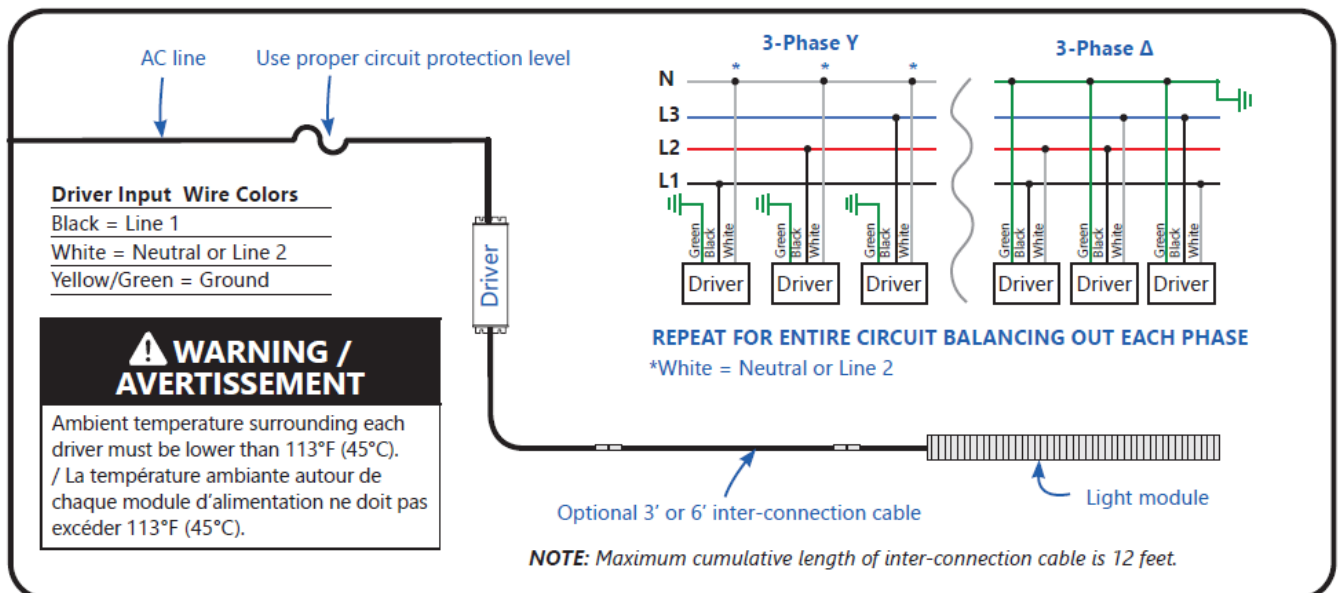 AC line
Use proper circuit protection level
Driver Input Wire Colors
Black = Line 1
White = Neutral or Line 2
Yellow/Green = Ground
WARNING /
AVERTISSEMENT
Ambient temperature surrounding each
driver must be lower than 113°F (45°C).
/ La température ambiante autour de
chaque module d’alimentation ne doit pas
excéder 113°F (45°C).
Driver
3-Phase Y
* * *
N
L3
L2
L1
Green Black White
Green Black White
Green Black White
Driver Driver Driver
3-Phase Δ
Green Black White
Green Black White
Green Black White
Driver Driver Driver
REPEAT FOR ENTIRE CIRCUIT BALANCING OUT EACH PHASE
*White = Neutral or Line 2
Optional 3’ or 6’ inter-connection cable
Light module
NOTE: Maximum cumulative length of inter-connection cable is 12 feet.